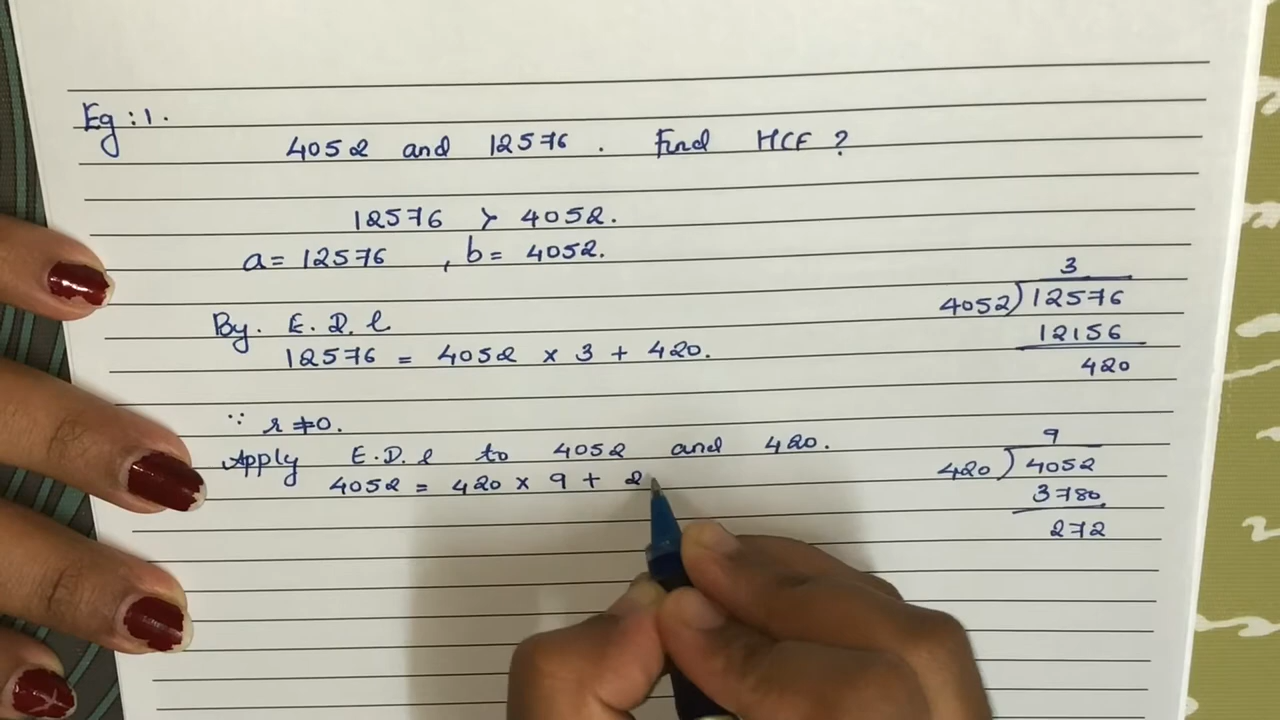 Eg : 1.
4052 and 12576 . Find HCF ?
12576 > 4052.
a = 12576 , b = 4052.
By. E. D. l
12576 = 4052 × 3 + 420.
∵ r ≠ 0.
Apply E.D.l to 4052 and 420.
4052 = 420 × 9 + 2
3
4052 ) 12576
12156
420
9
420 ) 4052
3780
272